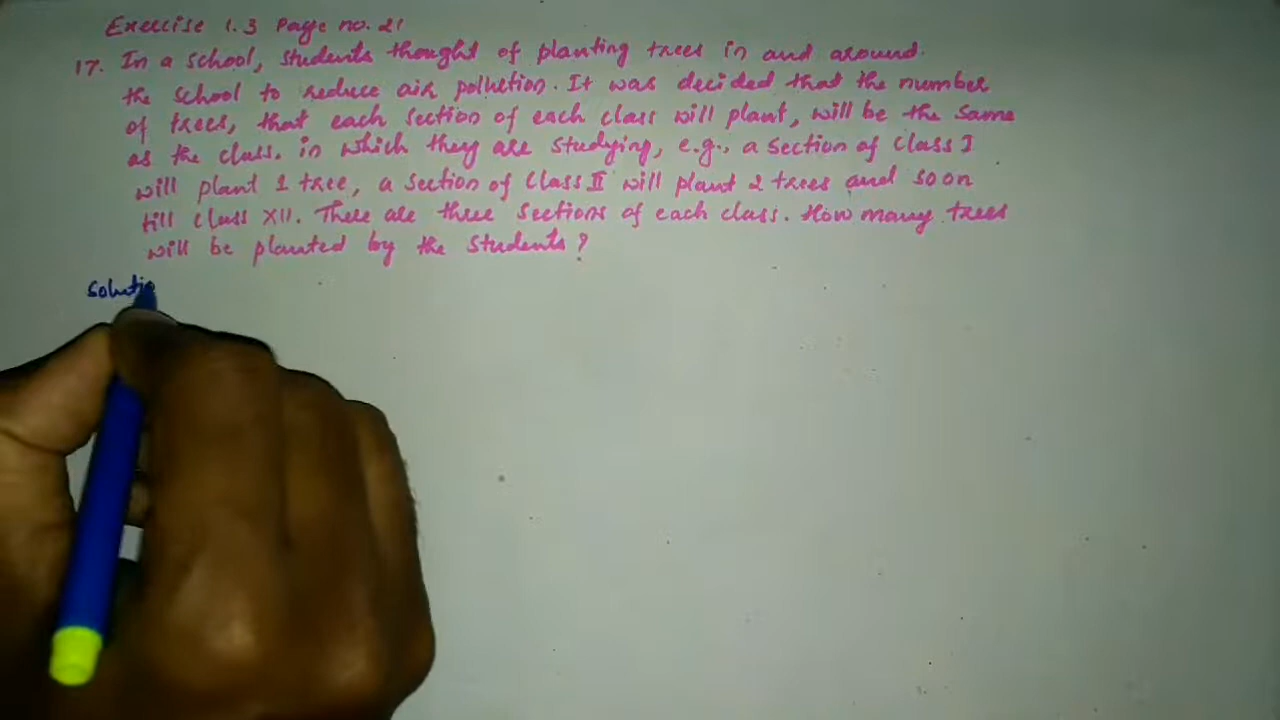 Exercise 1.3 Page no. 21
17. In a school, students thought of planting trees in and around
the school to reduce air pollution. It was decided that the number
of trees, that each section of each class will plant, will be the same
as the class. in which they are studying, e.g., a section of class I
will plant 1 tree, a section of Class II will plant 2 trees and so on
till class XII. There are three sections of each class. How many trees
will be planted by the students?
Solutio